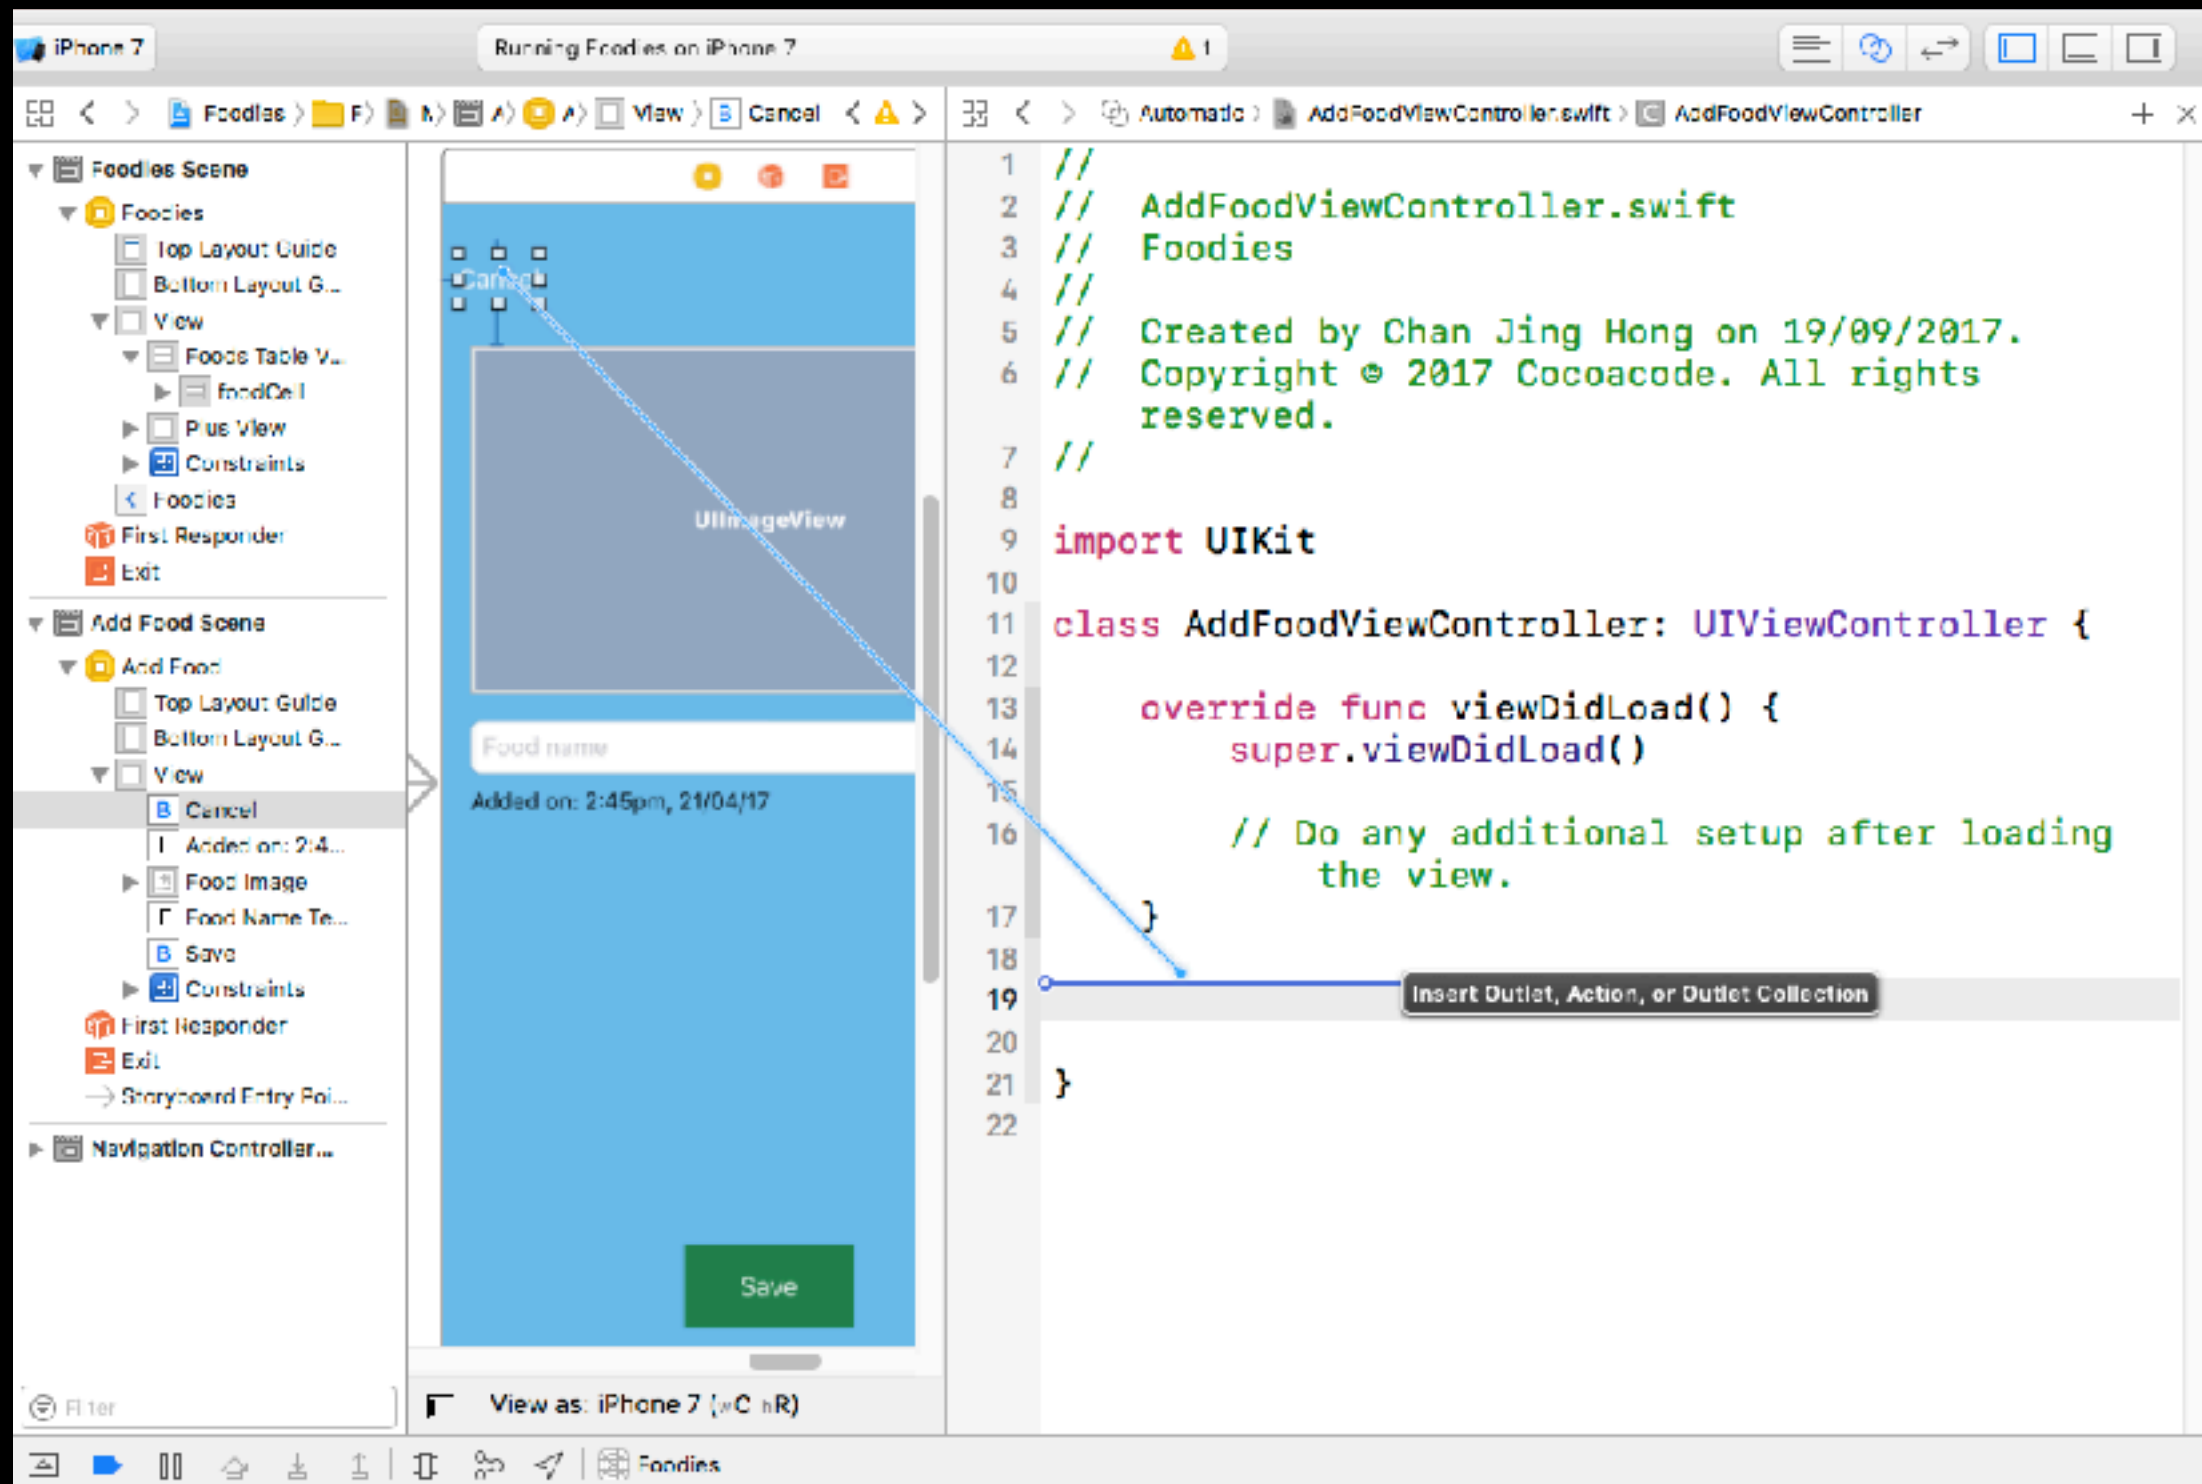 iPhone 7
Running Foodies on iPhone 7
1
Foodies
F
M
A
A
View
B
Cancel
Automatic
AddFoodViewController.swift
C
AddFoodViewController
Foodies Scene
Foodies
Top Layout Guide
Bottom Layout G...
View
Foods Table V...
foodCell
Plus View
Constraints
Foodies
First Responder
Exit
Add Food Scene
Add Food
Top Layout Guide
Bottom Layout G...
View
B Cancel
L Added on: 2:4...
Food Image
F Food Name Te...
B Save
Constraints
First Responder
Exit
Storyboard Entry Poi...
Navigation Controller...
Filter
Cancel
UIImageView
Food name
Added on: 2:45pm, 21/04/17
Save
View as: iPhone 7 (wC hR)
1 //
2 // AddFoodViewController.swift
3 // Foodies
4 //
5 // Created by Chan Jing Hong on 19/09/2017.
6 // Copyright © 2017 Cocoacode. All rights
reserved.
7 //
8
9 import UIKit
10
11 class AddFoodViewController: UIViewController {
12
13 override func viewDidLoad() {
14 super.viewDidLoad()
15
16 // Do any additional setup after loading
the view.
17 }
18
19
Insert Outlet, Action, or Outlet Collection
20
21 }
22
Foodies